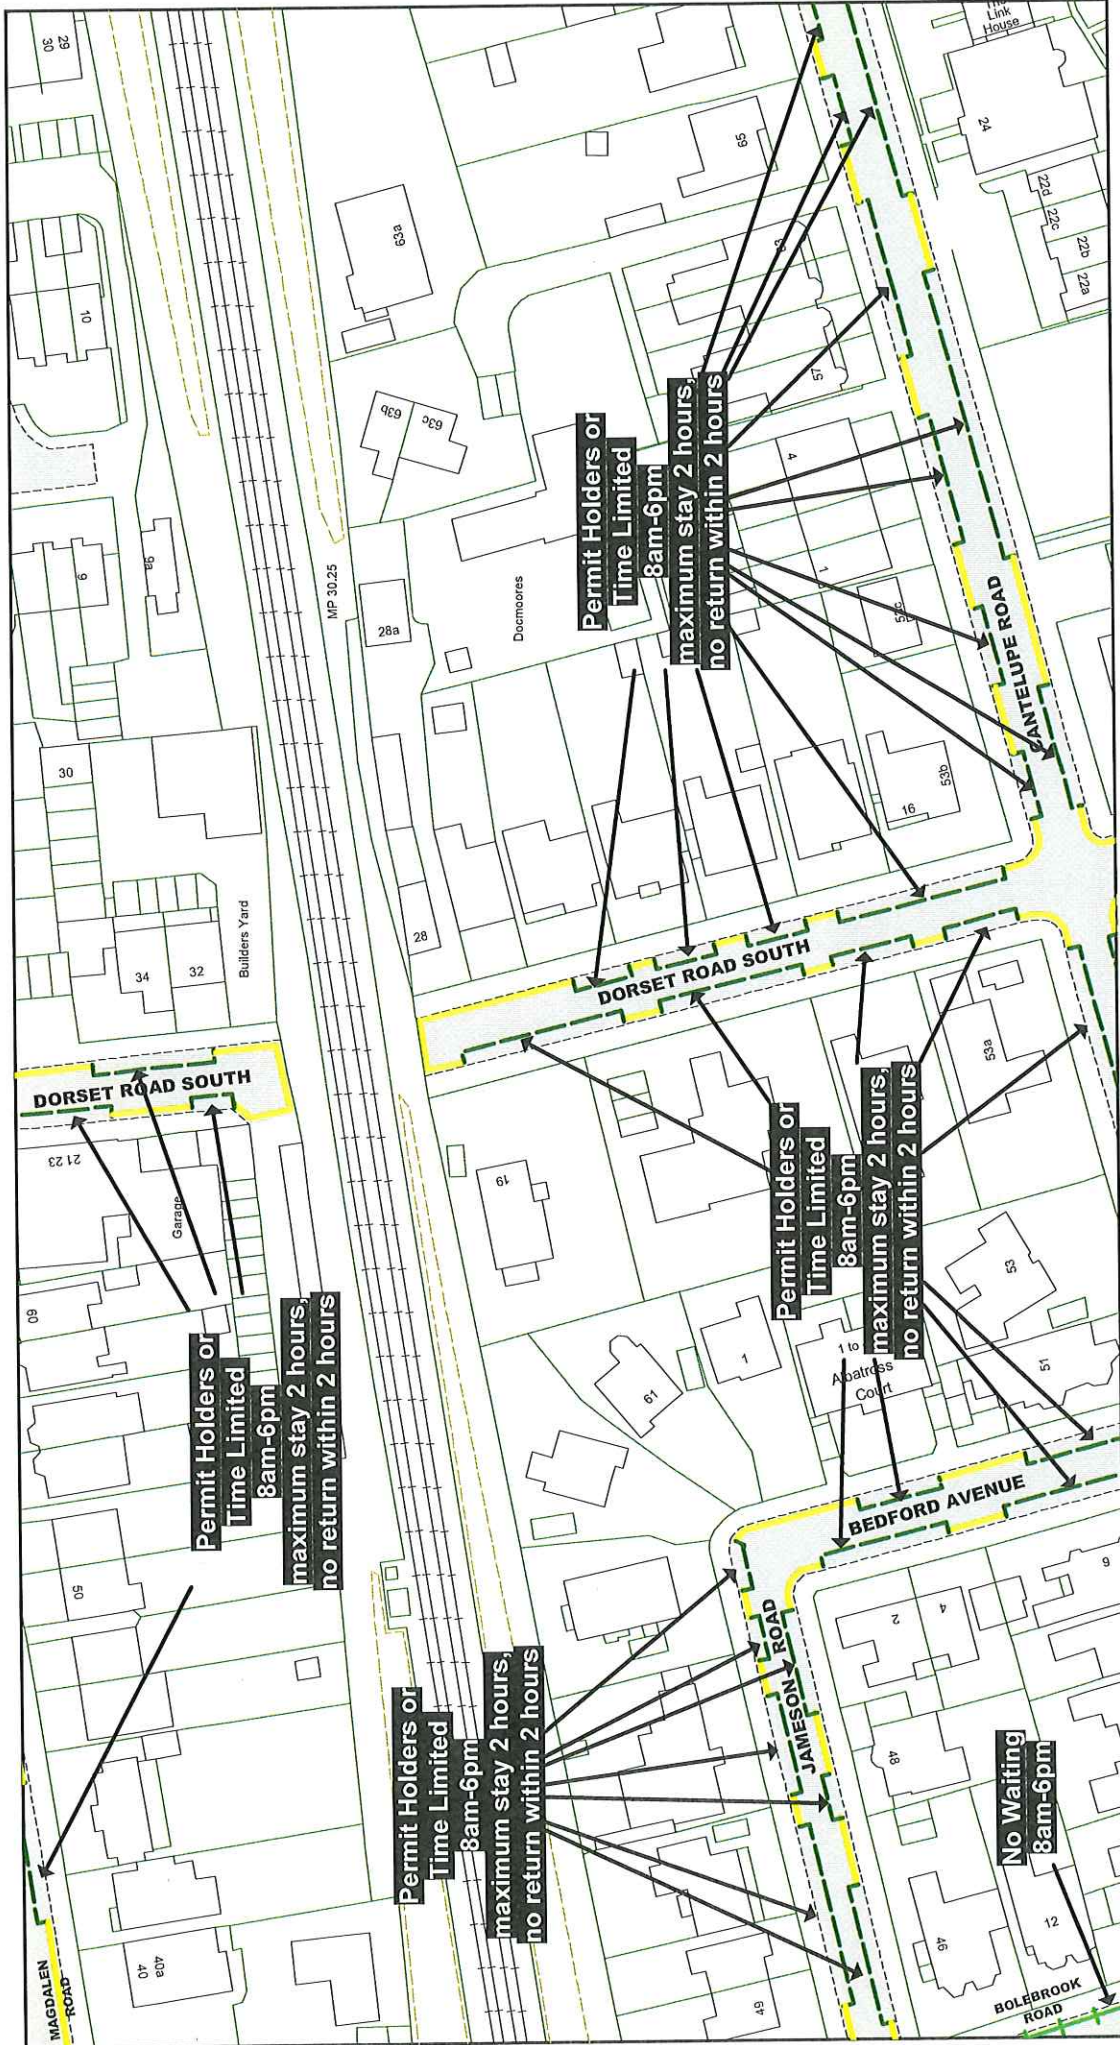 29
30
10
9
9a
30
34
32
Builders Yard
DORSET ROAD SOUTH
21 23
Garage
60
50
40
40a
MAGDALEN
ROAD
Link
House
24
22d
22c
22b
22a
65
63a
63
63b
63c
57
4
1
52c
53b
16
MP 30.25
28a
28
Docmoores
Permit Holders or
Time Limited
8am-6pm
maximum stay 2 hours,
no return within 2 hours
CANTELUPE ROAD
DORSET ROAD SOUTH
53a
19
Permit Holders or
Time Limited
8am-6pm
maximum stay 2 hours,
no return within 2 hours
53
51
1
1 to
Albatross
Court
61
BEDFORD AVENUE
Permit Holders or
Time Limited
8am-6pm
maximum stay 2 hours,
no return within 2 hours
Permit Holders or
Time Limited
8am-6pm
maximum stay 2 hours,
no return within 2 hours
JAMESON ROAD
2
4
6
48
46
49
12
No Waiting
8am-6pm
BOLEBROOK
ROAD